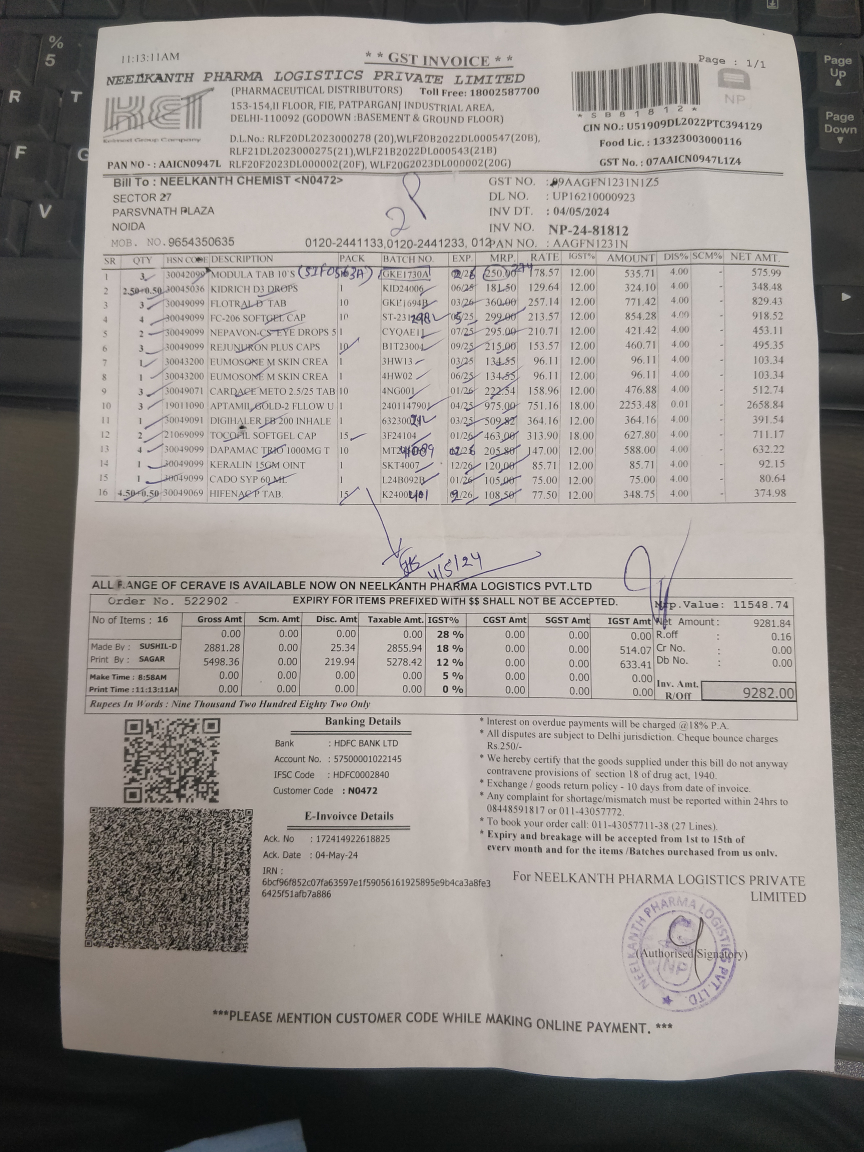 11:13:11AM
* * GST INVOICE * *
Page : 1/1
NEELKANTH PHARMA LOGISTICS PRIVATE LIMITED
(PHARMACEUTICAL DISTRIBUTORS) Toll Free: 18002587700
153-154,II FLOOR, FIE, PATPARGANJ INDUSTRIAL AREA,
DELHI-110092 (GODOWN :BASEMENT & GROUND FLOOR)
NP
* S B 8 1 8 1 2 *
CIN NO.: U51909DL2022PTC394129
Food Lic. : 13323003000116
GST No. : 07AAICN0947L1Z4
D.L.No.: RLF20DL2023000278 (20),WLF20B2022DL000547(20B),
RLF21DL2023000275(21),WLF21B2022DL000543(21B)
PAN NO - : AAICN0947L RLF20F2023DL000002(20F), WLF20G2023DL000002(20G)
Bill To : NEELKANTH CHEMIST <N0472>
SECTOR 27
PARSVNATH PLAZA
NOIDA
MOB. NO. 9654350635 0120-2441133,0120-2441233, 012
GST NO. : 09AAGFN1231N1Z5
DL NO. : UP16210000923
INV DT. : 04/05/2024
INV NO. NP-24-81812
PAN NO. : AAGFN1231N
SR QTY HSN CODE DESCRIPTION PACK BATCH NO. EXP. MRP. RATE IGST% AMOUNT DIS% SCM% NET AMT.
1 3 30042099 MODULA TAB 10'S GKE1730A 250.00 178.57 12.00 535.71 4.00 - 575.99
2 2.50+0.50 30045036 KIDRICH D3 DROPS 1 KID24006 06/25 181.50 129.64 12.00 324.10 4.00 - 348.48
3 3 30049099 FLOTRAL D TAB 10 03/26 360.00 257.14 12.00 771.42 4.00 - 829.43
4 4 30049099 FC-206 SOFTGEL CAP 10 299.00 213.57 12.00 854.28 4.00 - 918.52
5 2 30049099 NEPAVON-CS EYE DROPS 5 1 CYQAE1 07/25 295.00 210.71 12.00 421.42 4.00 - 453.11
6 3 30049099 REJUNURON PLUS CAPS 10 BIT23001 09/25 215.00 153.57 12.00 460.71 4.00 - 495.35
7 1 30043200 EUMOSONE M SKIN CREA 1 3HW13 03/25 134.55 96.11 12.00 96.11 4.00 - 103.34
8 1 30043200 EUMOSONE M SKIN CREA 1 4HW02 06/25 134.55 96.11 12.00 96.11 4.00 - 103.34
9 3 30049071 CARDACE METO 2.5/25 TAB 10 4NG001 01/26 222.54 158.96 12.00 476.88 4.00 - 512.74
10 3 19011090 APTAMIL GOLD-2 FLLOW U 1 240114790 04/25 975.00 751.16 18.00 2253.48 0.01 - 2658.84
11 1 30049091 DIGIHALER FB 200 INHALE 1 03/25 509.82 364.16 12.00 364.16 4.00 - 391.54
12 2 21069099 TOCOFIL SOFTGEL CAP 15 3F24104 01/26 463.00 313.90 18.00 627.80 4.00 - 711.17
13 4 30049099 DAPAMAC TRIO 1000MG T 10 205.80 147.00 12.00 588.00 4.00 - 632.22
14 1 30049099 KERALIN 15GM OINT 1 SKT4007 12/26 120.00 85.71 12.00 85.71 4.00 - 92.15
15 1 30049099 CADO SYP 60 ML 1 L24B092B 01/26 105.00 75.00 12.00 75.00 4.00 - 80.64
16 4.50+0.50 30049069 HIFENAC P TAB. 15 108.50 77.50 12.00 348.75 4.00 - 374.98
4/5/24
ALL RANGE OF CERAVE IS AVAILABLE NOW ON NEELKANTH PHARMA LOGISTICS PVT.LTD
Order No. 522902 EXPIRY FOR ITEMS PREFIXED WITH $$ SHALL NOT BE ACCEPTED. Mrp.Value: 11548.74
No of Items : 16 Gross Amt Scm. Amt Disc. Amt Taxable Amt. IGST% CGST Amt SGST Amt IGST Amt Net Amount: 9281.84
0.00 0.00 0.00 0.00 28 % 0.00 0.00 0.00 R.off : 0.16
Made By : SUSHIL-D 2881.28 0.00 25.34 2855.94 18 % 0.00 0.00 514.07 Cr No. : 0.00
Print By : SAGAR 5498.36 0.00 219.94 5278.42 12 % 0.00 0.00 633.41 Db No. : 0.00
Make Time : 8:58AM 0.00 0.00 0.00 0.00 5 % 0.00 0.00 0.00
Print Time :11:13:11AM 0.00 0.00 0.00 0.00 0 % 0.00 0.00 0.00 Inv. Amt. R/Off 9282.00
Rupees In Words : Nine Thousand Two Hundred Eighty Two Only
Banking Details
Bank : HDFC BANK LTD
Account No. : 57500001022145
IFSC Code : HDFC0002840
Customer Code : N0472
E-Invoivce Details
Ack. No : 172414922618825
Ack. Date : 04-May-24
IRN :
6bcf96f852c07fa63597e1f59056161925895e9b4ca3a8fe3
6425f51afb7a886
* Interest on overdue payments will be charged @18% P.A.
* All disputes are subject to Delhi jurisdiction. Cheque bounce charges
Rs.250/-
* We hereby certify that the goods supplied under this bill do not anyway
contravene provisions of section 18 of drug act, 1940.
* Exchange / goods return policy - 10 days from date of invoice.
* Any complaint for shortage/mismatch must be reported within 24hrs to
08448591817 or 011-43057772.
* To book your order call: 011-43057711-38 (27 Lines).
* Expiry and breakage will be accepted from 1st to 15th of
every month and for the items /Batches purchased from us only.
For NEELKANTH PHARMA LOGISTICS PRIVATE
LIMITED
NEELKANTH PHARMA LOGISTICS PVT. LTD.
(Authorised Signatory)
***PLEASE MENTION CUSTOMER CODE WHILE MAKING ONLINE PAYMENT. ***